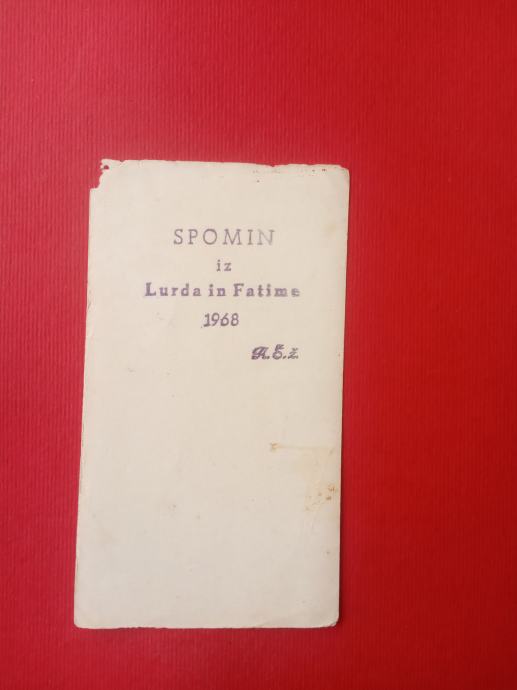 SPOMIN
iz
Lurda in Fatime
1968
A.Š.ž.